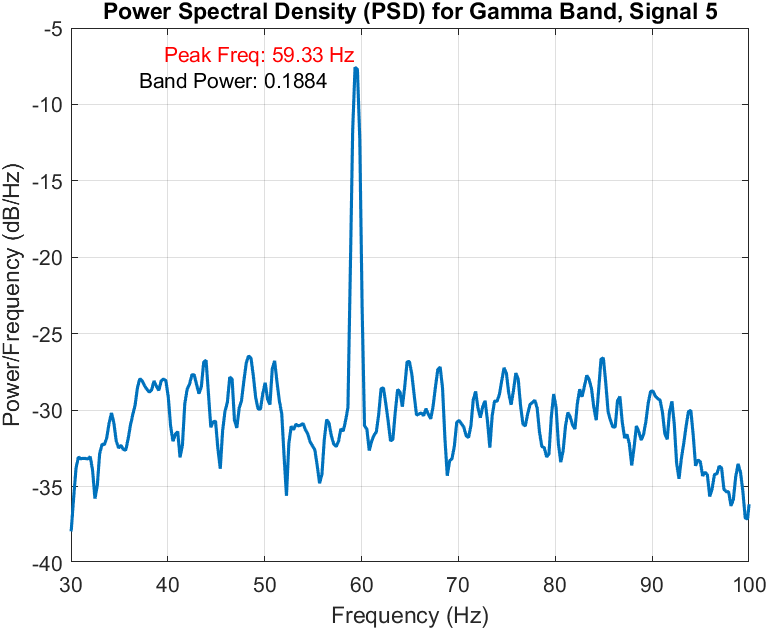 Power Spectral Density (PSD) for Gamma Band, Signal 5
Peak Freq: 59.33 Hz
Band Power: 0.1884
Power/Frequency (dB/Hz)
-5
-10
-15
-20
-25
-30
-35
-40
30 40 50 60 70 80 90 100
Frequency (Hz)